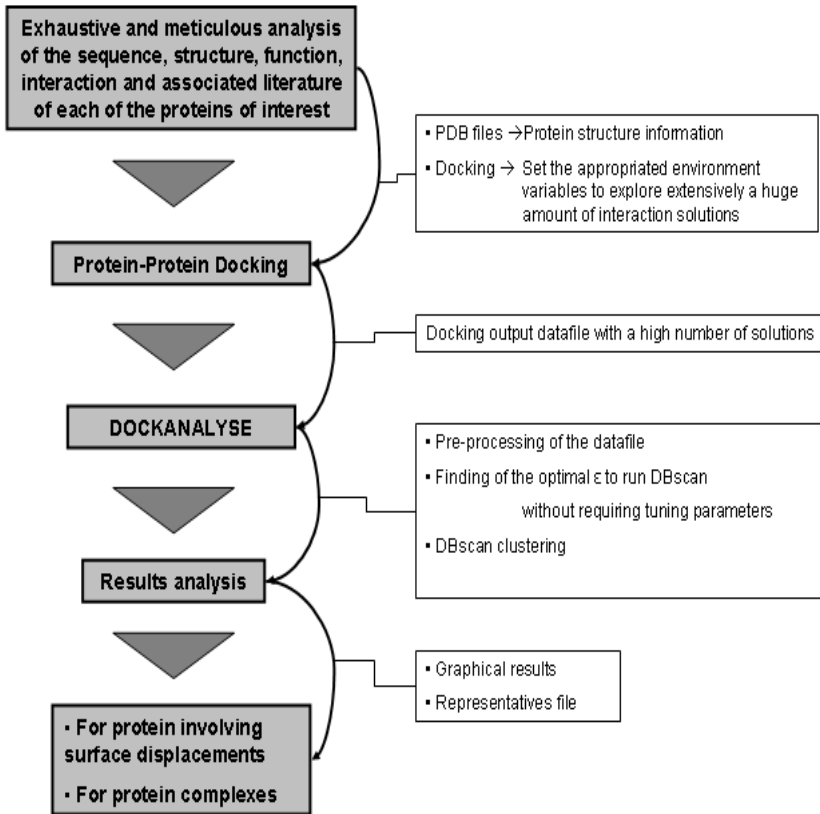 Exhaustive and meticulous analysis
of the sequence, structure, function,
interaction and associated literature
of each of the proteins of interest
▪ PDB files →Protein structure information
▪ Docking → Set the appropriated environment
variables to explore extensively a huge
amount of interaction solutions
Protein-Protein Docking
Docking output datafile with a high number of solutions
DOCKANALYSE
▪ Pre-processing of the datafile
▪ Finding of the optimal ε to run DBscan
without requiring tuning parameters
▪ DBscan clustering
Results analysis
▪ Graphical results
▪ Representatives file
▪ For protein involving
surface displacements
▪ For protein complexes